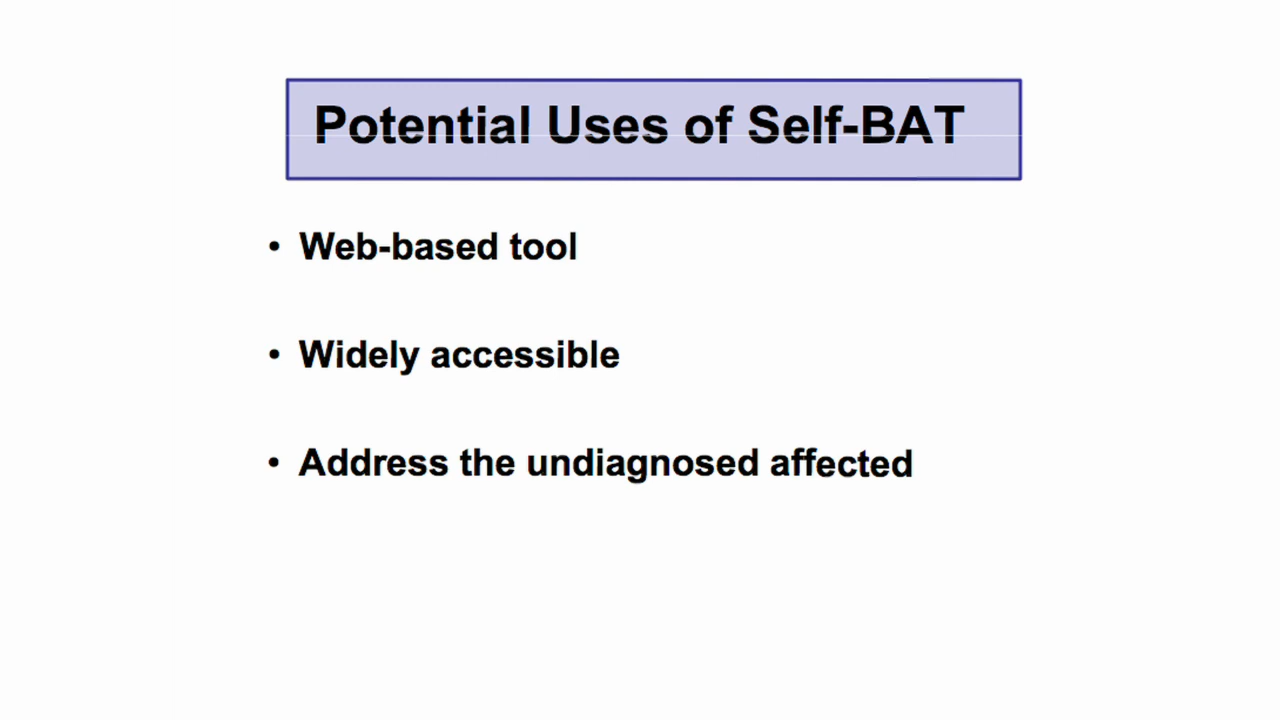 Potential Uses of Self-BAT
• Web-based tool
• Widely accessible
• Address the undiagnosed affected